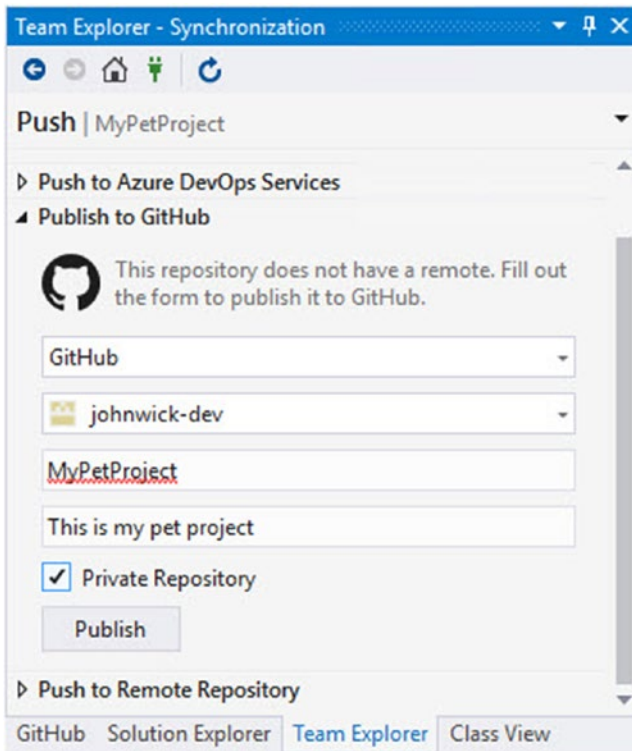 Team Explorer - Synchronization
Push | MyPetProject
Push to Azure DevOps Services
Publish to GitHub
This repository does not have a remote. Fill out
the form to publish it to GitHub.
GitHub
johnwick-dev
MyPetProject
This is my pet project
Private Repository
Publish
Push to Remote Repository
GitHub Solution Explorer Team Explorer Class View